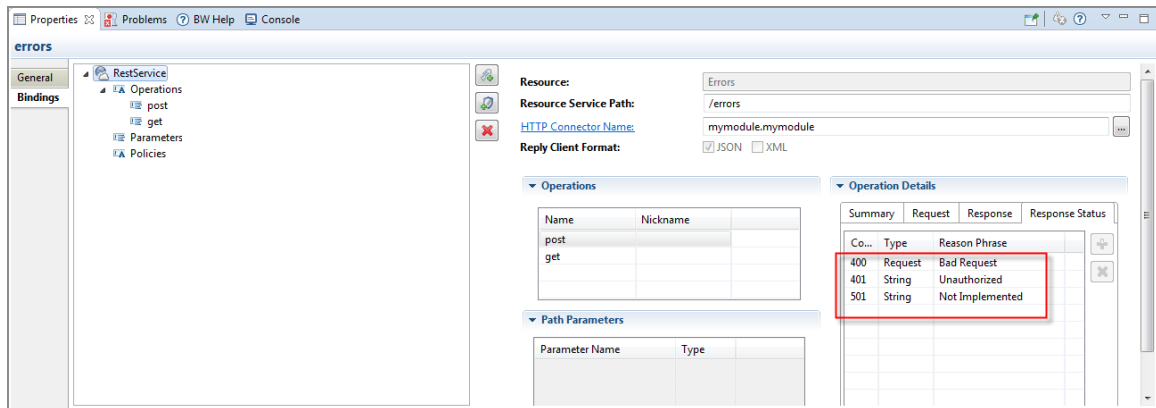 Properties Problems BW Help Console
errors
General
Bindings
RestService
Operations
post
get
Parameters
Policies
Resource: Errors
Resource Service Path: /errors
HTTP Connector Name: mymodule.mymodule ...
Reply Client Format: JSON XML
Operations
Name Nickname
post
get
Path Parameters
Parameter Name Type
Operation Details
Summary Request Response Response Status
Co... Type Reason Phrase
400 Request Bad Request
401 String Unauthorized
501 String Not Implemented